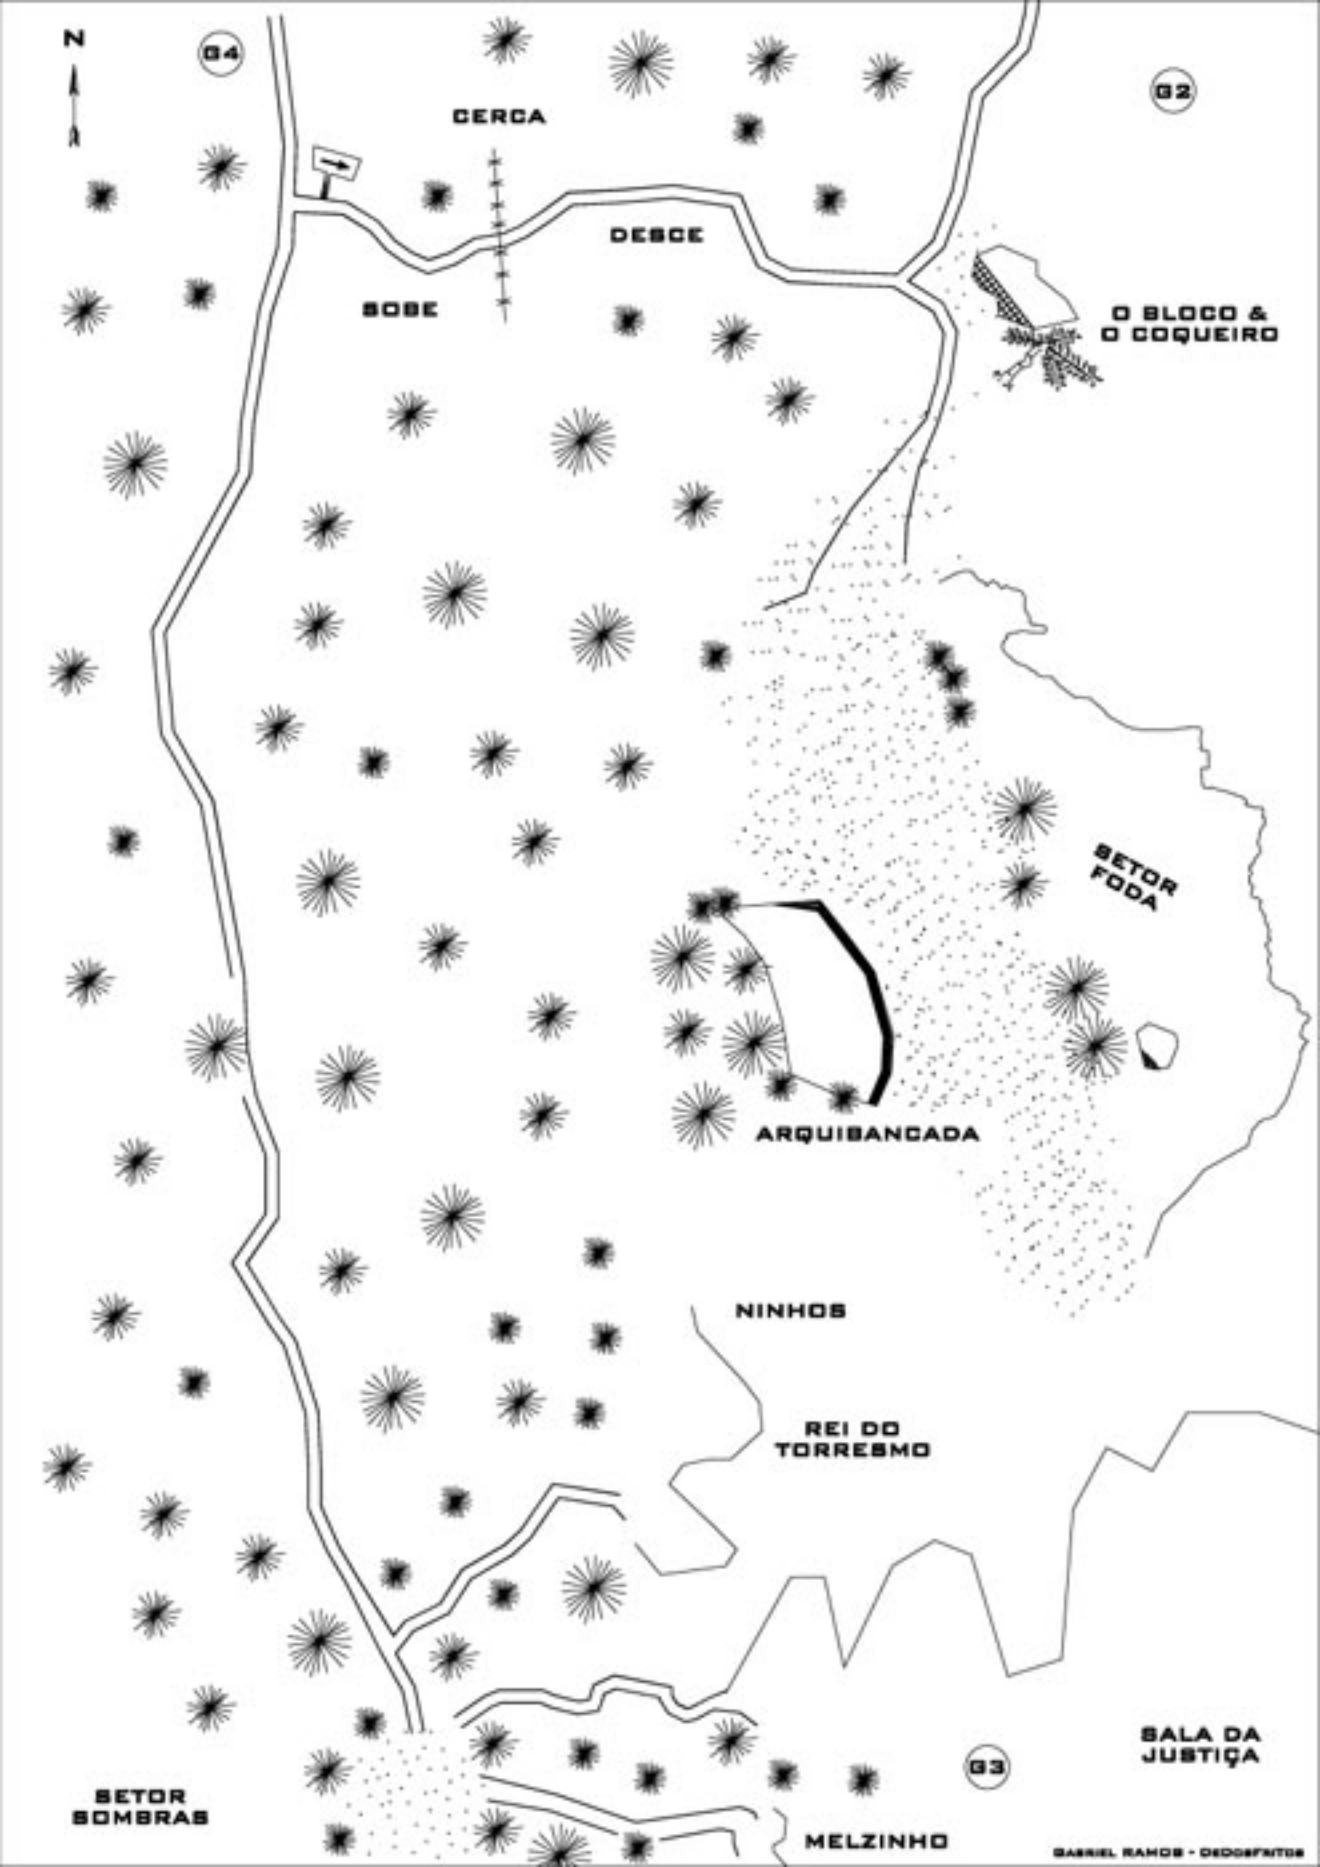 N
G4
G2
CERCA
DESCE
SOBE
O BLOCO &
O COQUEIRO
SETOR
FODA
ARQUIBANCADA
NINHOS
REI DO
TORRESMO
SALA DA
JUSTIÇA
G3
SETOR
SOMBRAS
MELZINHO
GABRIEL RAMOS - DEDOSFRITOS